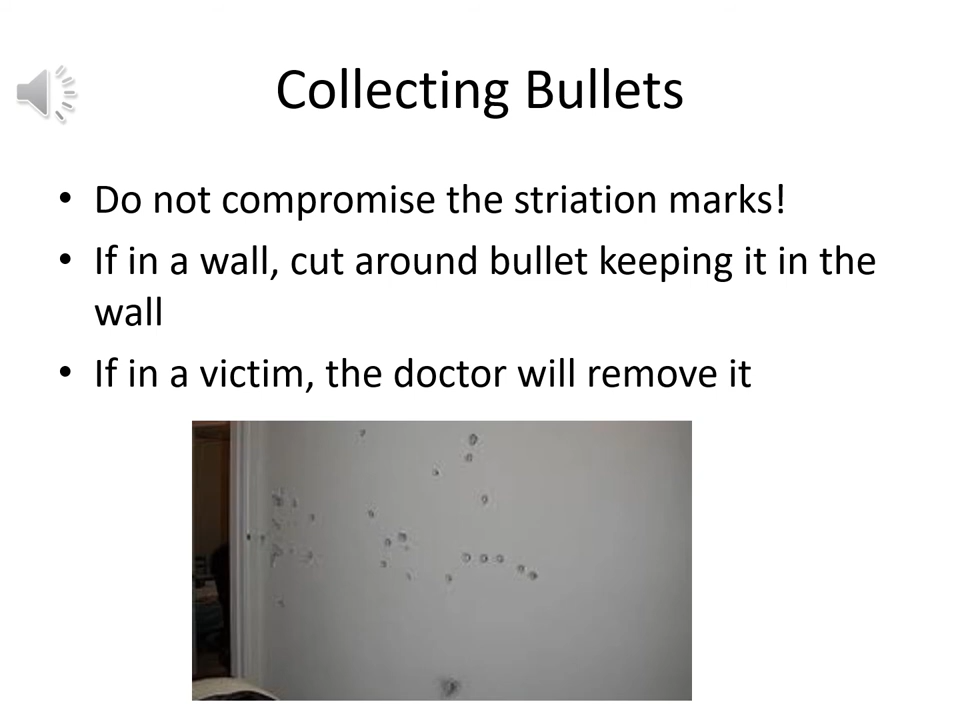 Collecting Bullets
• Do not compromise the striation marks!
• If in a wall, cut around bullet keeping it in the
wall
• If in a victim, the doctor will remove it